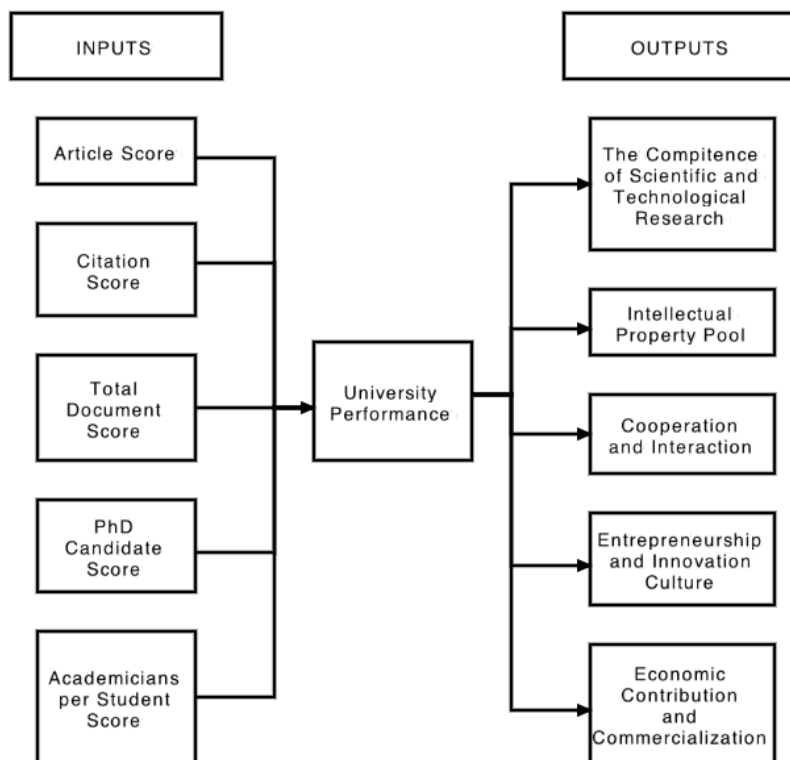 INPUTS
OUTPUTS
Article Score
Citation
Score
Total
Document
Score
PhD
Candidate
Score
Academicians
per Student
Score
University
Performance
The Compitence
of Scientific and
Technological
Research
Intellectual
Property Pool
Cooperation
and Interaction
Entrepreneurship
and Innovation
Culture
Economic
Contribution
and
Commercialization